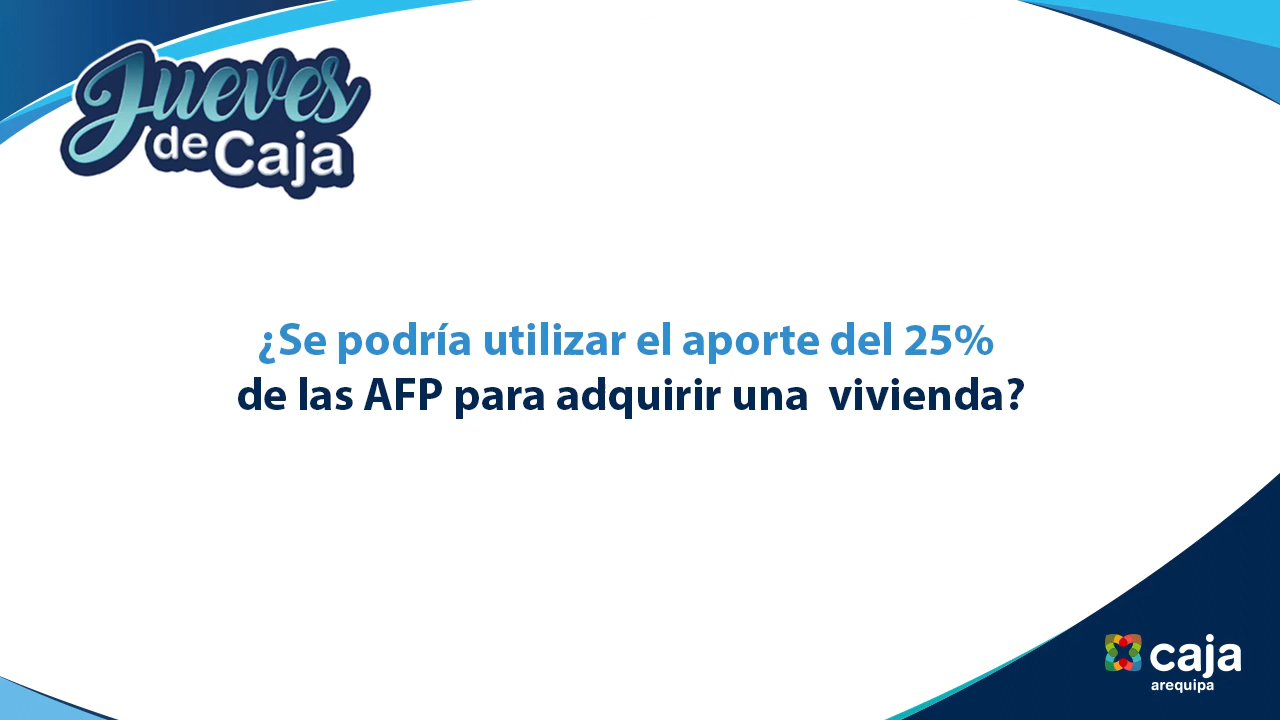 Jueves
de Caja
¿Se podría utilizar el aporte del 25%
de las AFP para adquirir una  vivienda?
caja
arequipa